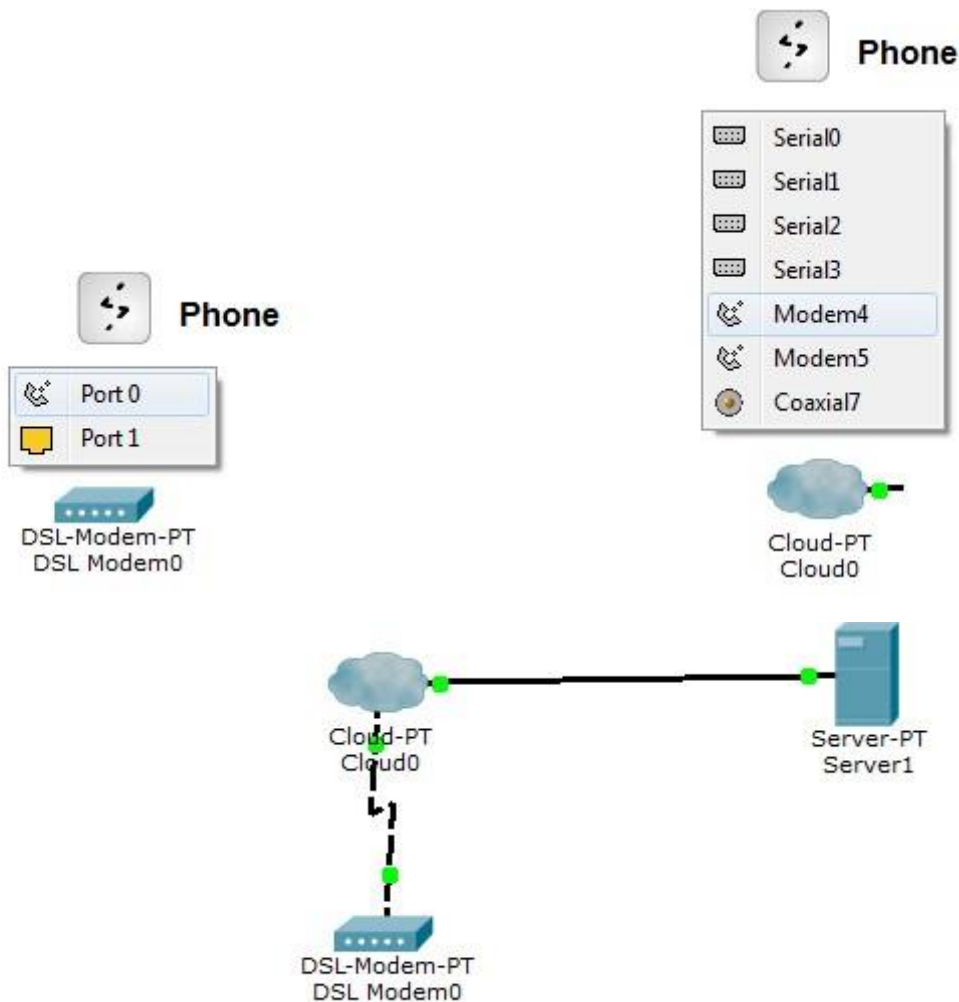 Phone
Serial0
Serial1
Serial2
Serial3
Modem4
Modem5
Coaxial7
Phone
Port 0
Port 1
DSL-Modem-PT
DSL Modem0
Cloud-PT
Cloud0
Cloud-PT
Cloud0
Server-PT
Server1
DSL-Modem-PT
DSL Modem0